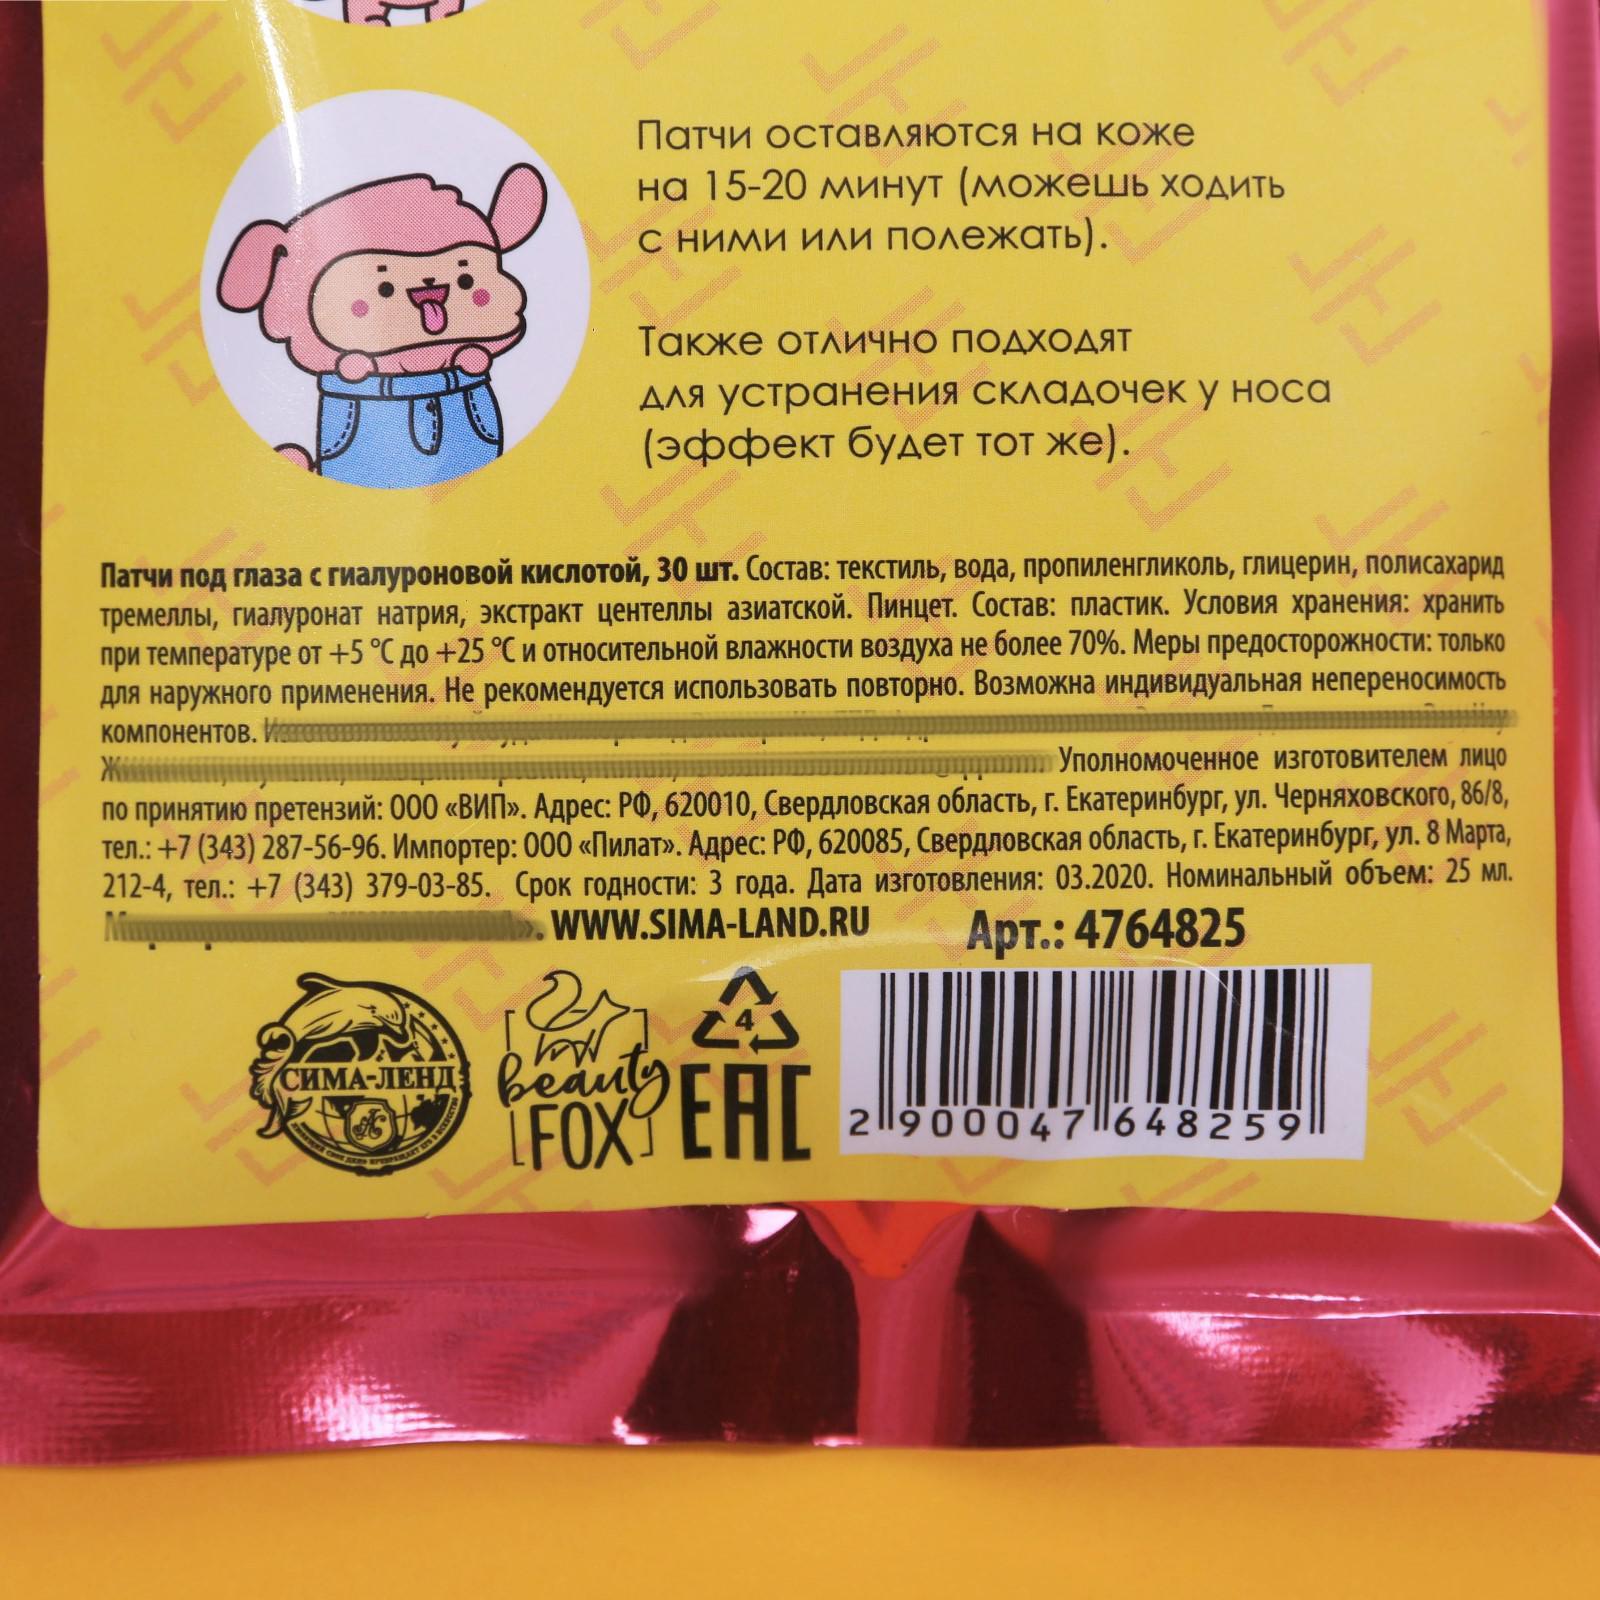 Патчи оставляются на коже
на 15-20 минут (можешь ходить
с ними или полежать).
Также отлично подходят
для устранения складочек у носа
(эффект будет тот же).
Патчи под глаза с гиалуроновой кислотой, 30 шт. Состав: текстиль, вода, пропиленгликоль, глицерин, полисахарид
тремеллы, гиалуронат натрия, экстракт центеллы азиатской. Пинцет. Состав: пластик. Условия хранения: хранить
при температуре от +5 °С до +25 °С и относительной влажности воздуха не более 70%. Меры предосторожности: только
для наружного применения. Не рекомендуется использовать повторно. Возможна индивидуальная непереносимость
компонентов.
Уполномоченное изготовителем лицо
по принятию претензий: ООО «ВИП». Адрес: РФ, 620010, Свердловская область, г. Екатеринбург, ул. Черняховского, 86/8,
тел.: +7 (343) 287-56-96. Импортер: ООО «Пилат». Адрес: РФ, 620085, Свердловская область, г. Екатеринбург, ул. 8 Марта,
212-4, тел.: +7 (343) 379-03-85. Срок годности: 3 года. Дата изготовления: 03.2020. Номинальный объем: 25 мл.
WWW.SIMA-LAND.RU Арт.: 4764825
СИМА-ЛЕНД
beauty
FOX
4
EAC
2 900047 648259